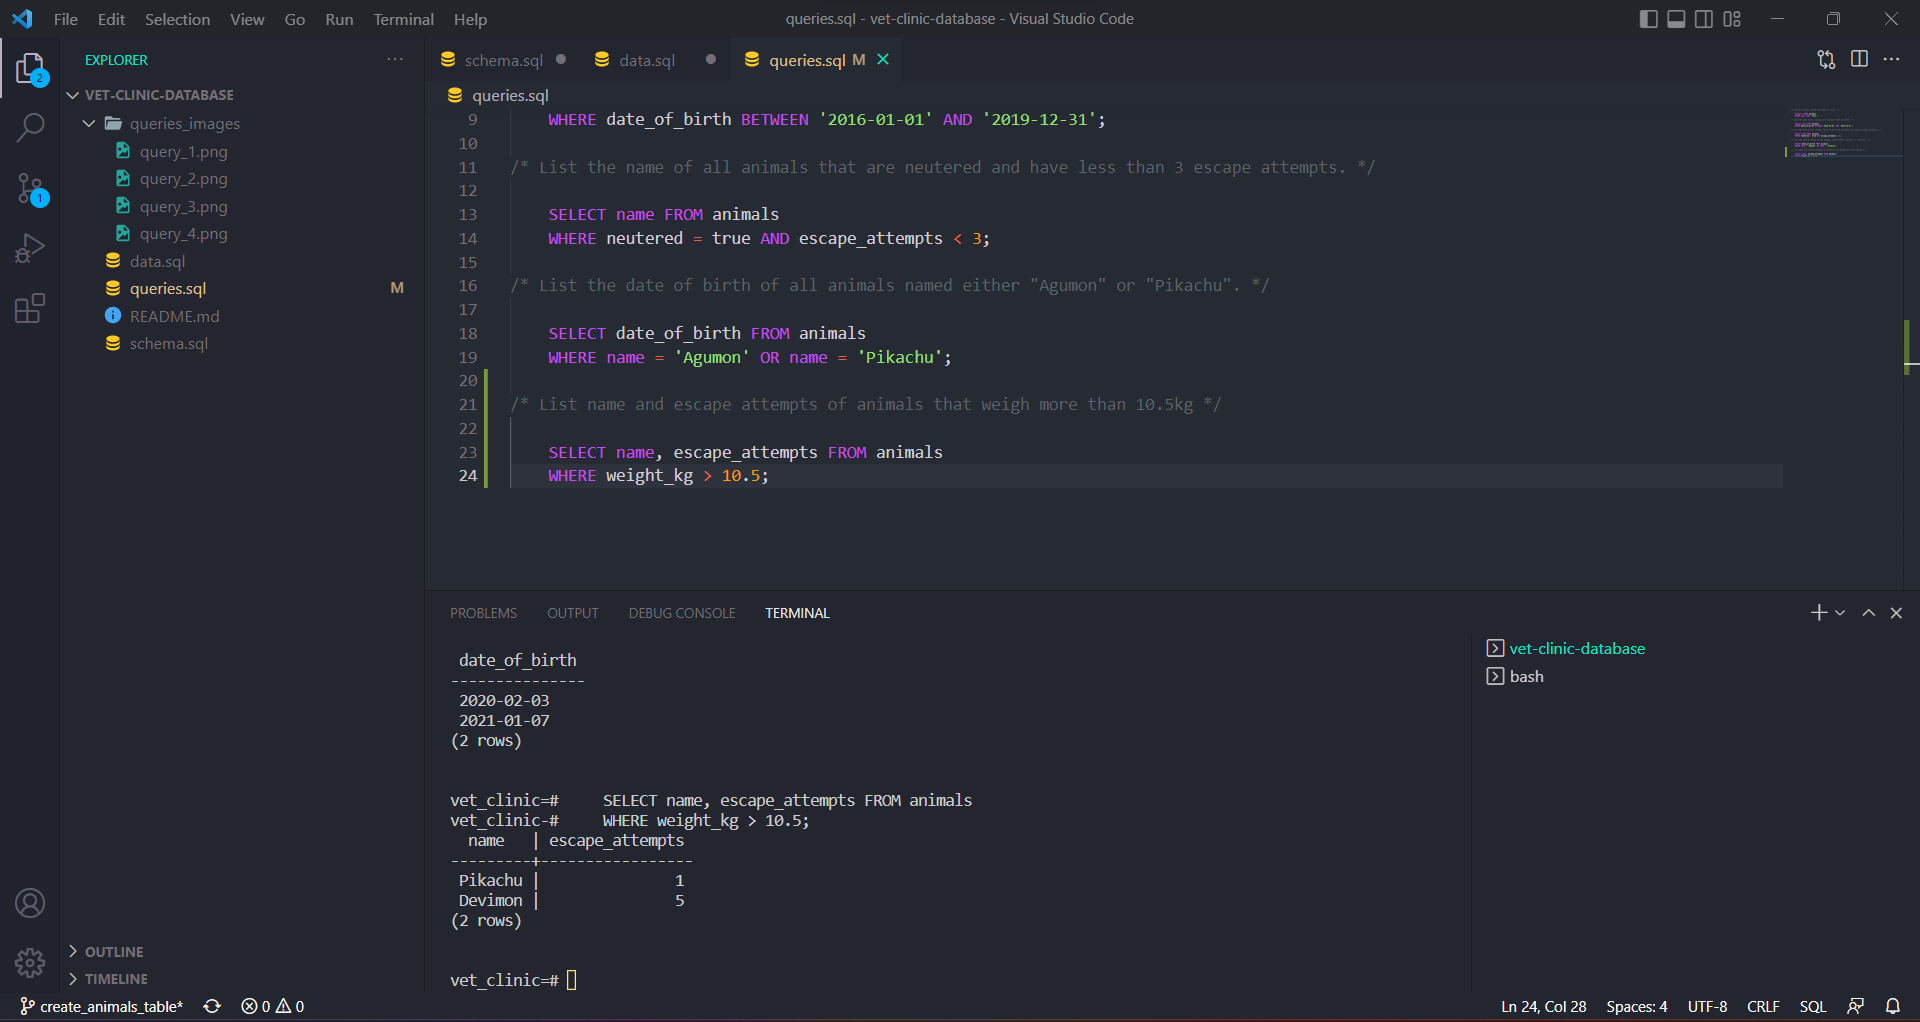 File Edit Selection View Go Run Terminal Help
queries.sql - vet-clinic-database - Visual Studio Code
2
1
EXPLORER
VET-CLINIC-DATABASE
queries_images
query_1.png
query_2.png
query_3.png
query_4.png
data.sql
queries.sql M
README.md
schema.sql
OUTLINE
TIMELINE
schema.sql
data.sql
queries.sql M
queries.sql
9 WHERE date_of_birth BETWEEN '2016-01-01' AND '2019-12-31';
10
11 /* List the name of all animals that are neutered and have less than 3 escape attempts. */
12
13 SELECT name FROM animals
14 WHERE neutered = true AND escape_attempts < 3;
15
16 /* List the date of birth of all animals named either "Agumon" or "Pikachu". */
17
18 SELECT date_of_birth FROM animals
19 WHERE name = 'Agumon' OR name = 'Pikachu';
20
21 /* List name and escape attempts of animals that weigh more than 10.5kg */
22
23 SELECT name, escape_attempts FROM animals
24 WHERE weight_kg > 10.5;
PROBLEMS OUTPUT DEBUG CONSOLE TERMINAL
date_of_birth
---------------
2020-02-03
2021-01-07
(2 rows)
vet_clinic=# SELECT name, escape_attempts FROM animals
vet_clinic-# WHERE weight_kg > 10.5;
name | escape_attempts
---------+-----------------
Pikachu | 1
Devimon | 5
(2 rows)
vet_clinic=#
vet-clinic-database
bash
create_animals_table* 0 0
Ln 24, Col 28 Spaces: 4 UTF-8 CRLF SQL